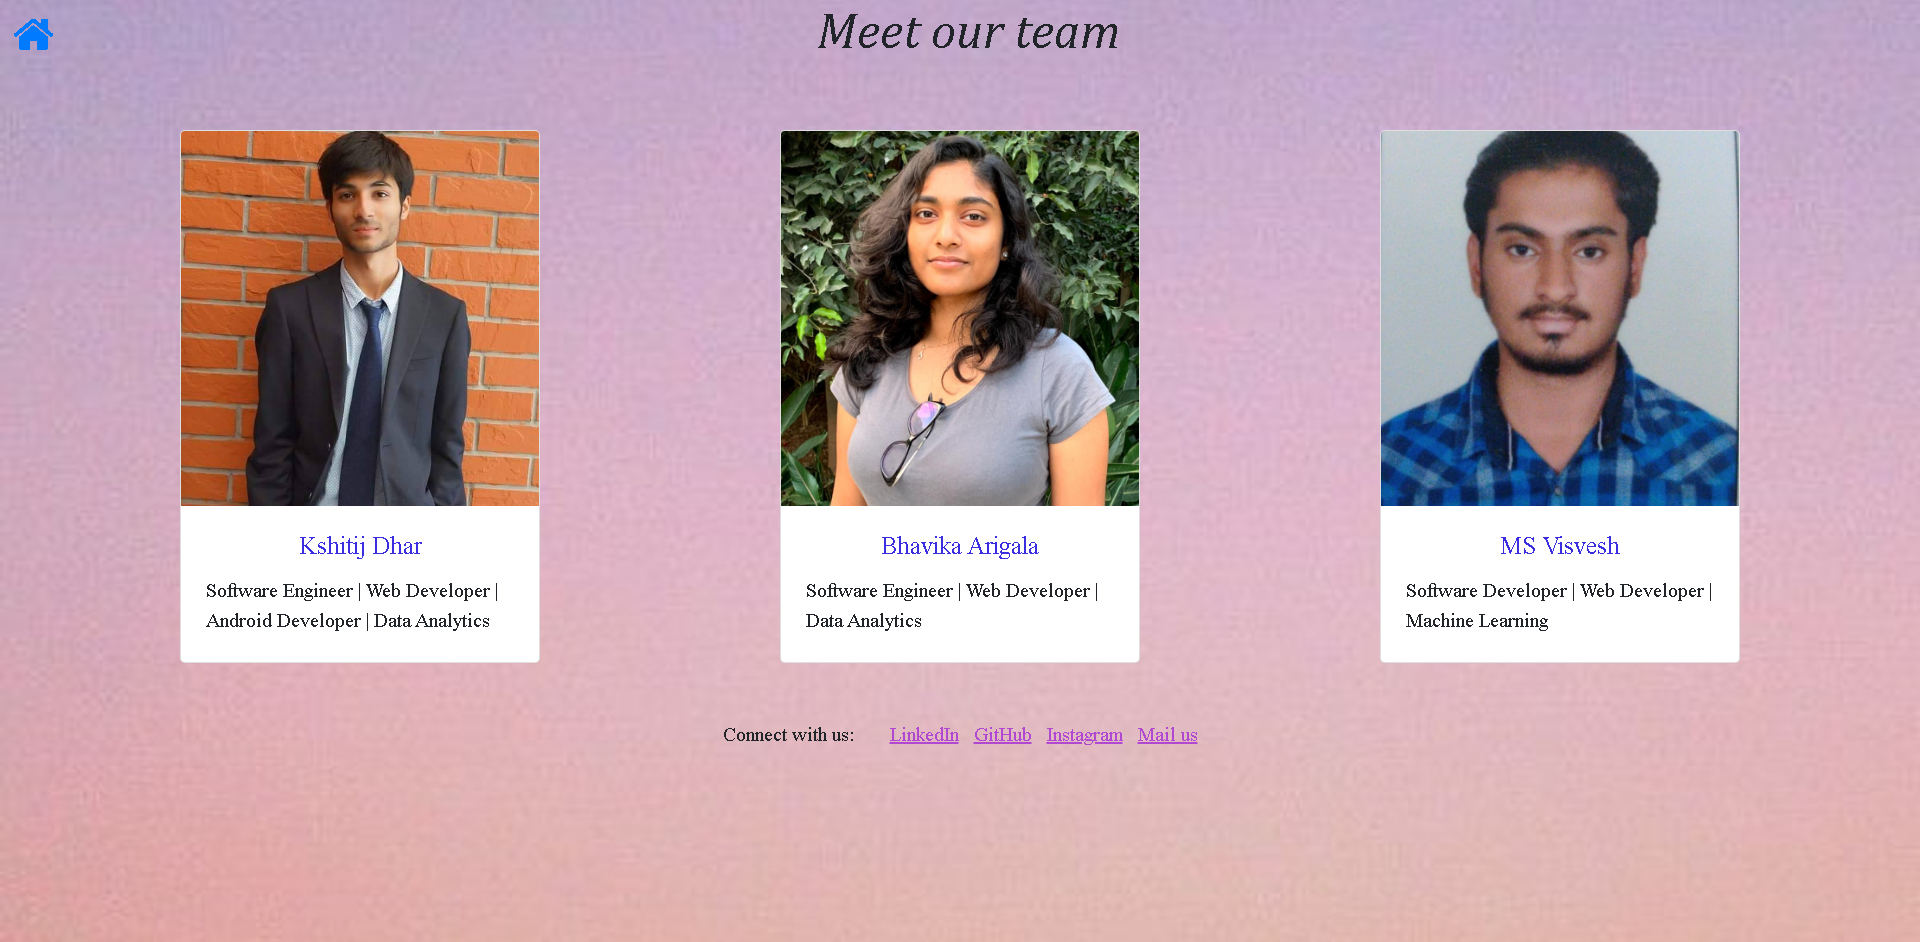 Meet our team
Kshitij Dhar
Software Engineer | Web Developer |
Android Developer | Data Analytics
Bhavika Arigala
Software Engineer | Web Developer |
Data Analytics
MS Visvesh
Software Developer | Web Developer |
Machine Learning
Connect with us: LinkedIn GitHub Instagram Mail us